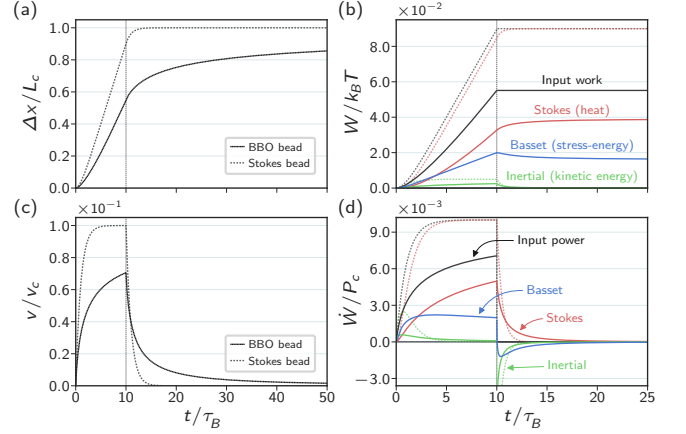 (a)
Δx/L_c
1.0
0.8
0.6
0.4
0.2
0.0
BBO bead
Stokes bead
(b)
×10⁻²
W/k_BT
8.0
6.0
4.0
2.0
0.0
Input work
Stokes (heat)
Basset (stress-energy)
Inertial (kinetic energy)
(c)
×10⁻¹
v/v_c
1.0
0.8
0.6
0.4
0.2
0.0
BBO bead
Stokes bead
0 10 20 30 40 50
t/τ_B
(d)
×10⁻³
Ẇ/P_c
9.0
6.0
3.0
0.0
−3.0
Input power
Basset
Stokes
Inertial
0 5 10 15 20 25
t/τ_B